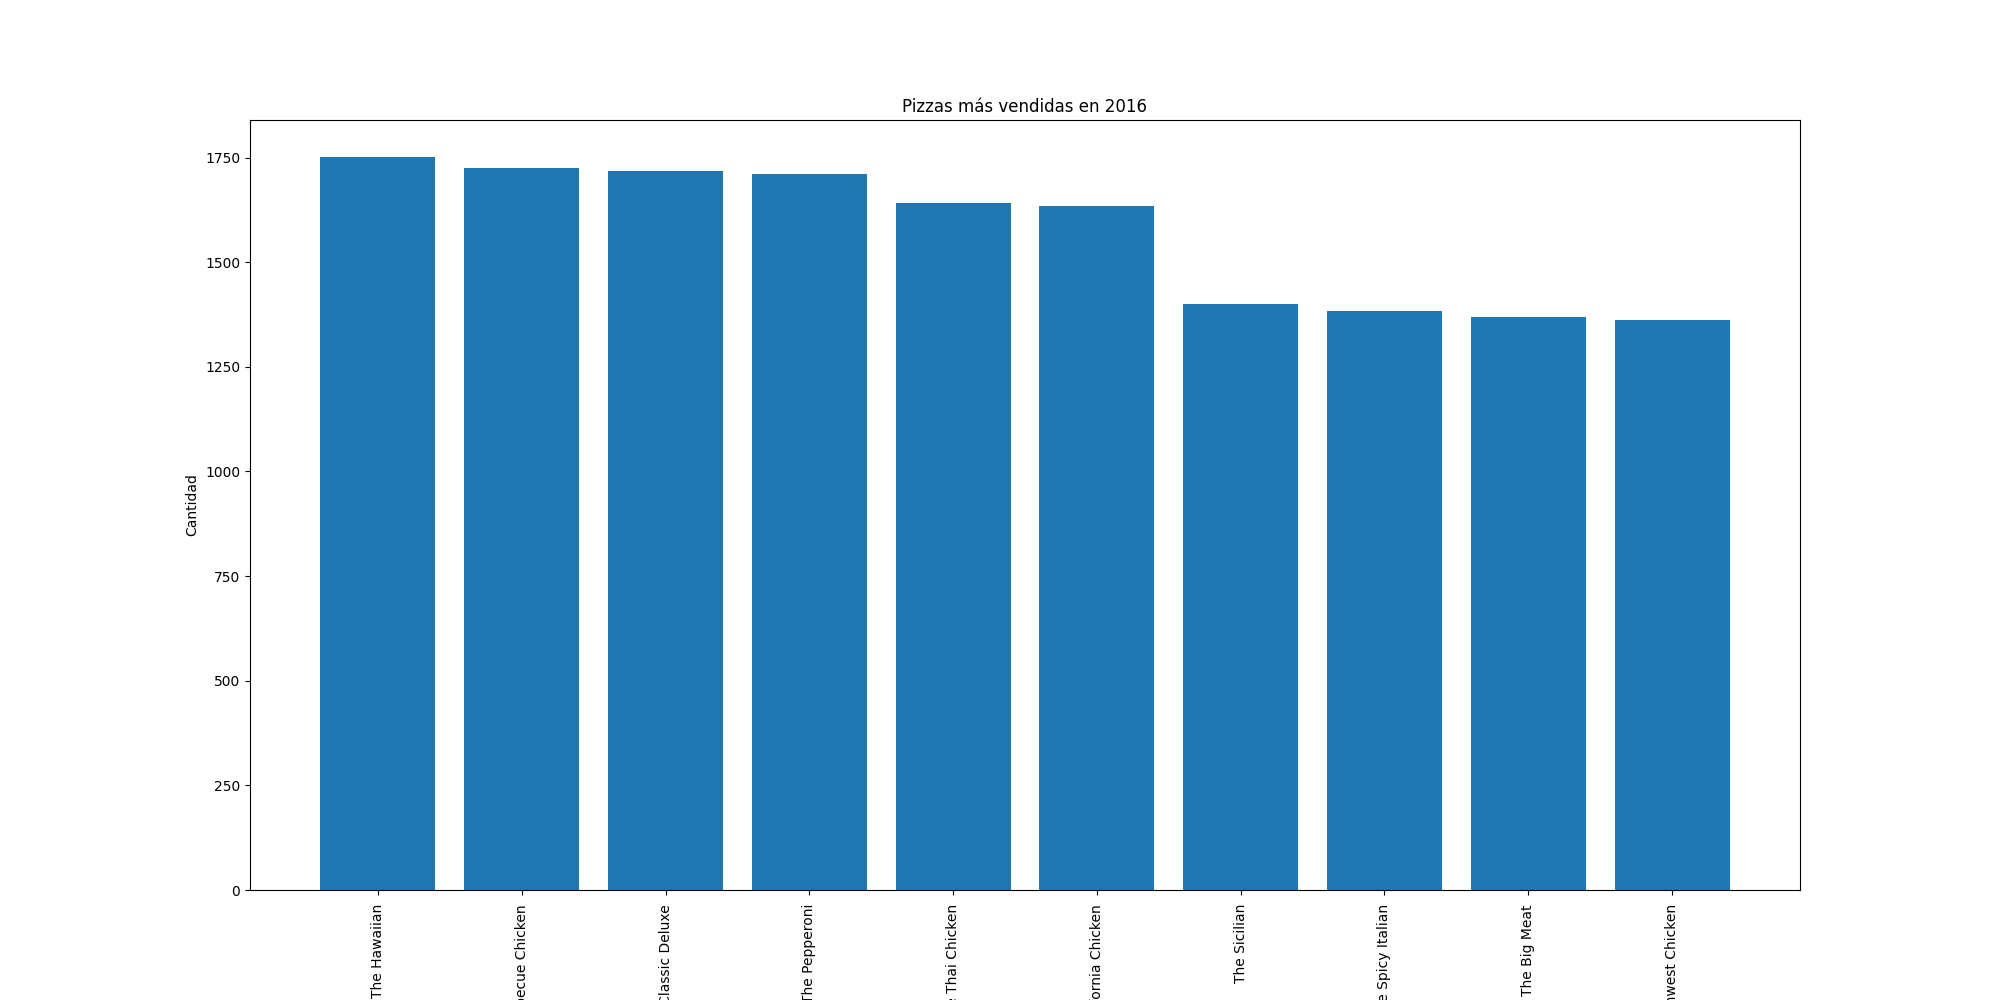 Pizzas más vendidas en 2016
Cantidad
1750
1500
1250
1000
750
500
250
0
The Hawaiian
Chicken
Classic Deluxe
The Pepperoni
Thai Chicken
Chicken
The Sicilian
Spicy Italian
The Big Meat
Chicken